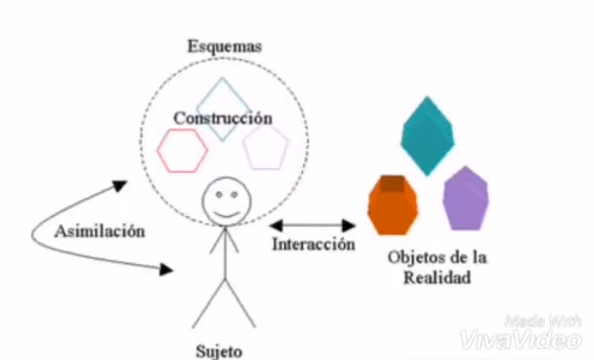 Esquemas
Construcción
Asimilación
Interacción
Objetos de la
Realidad
Sujeto
Made With
VivaVideo